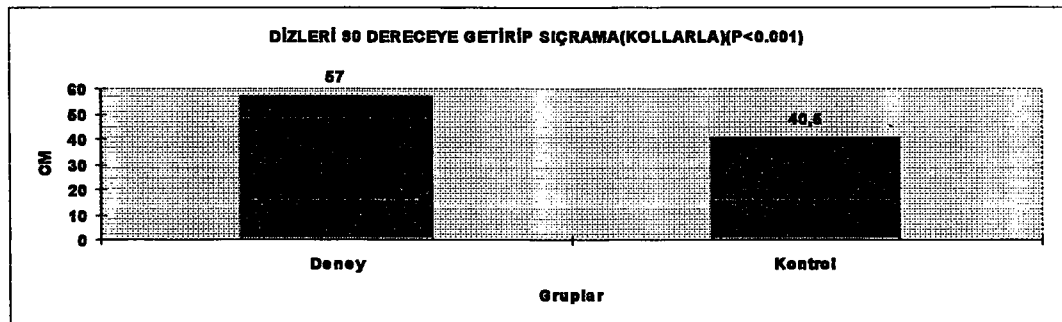 DİZLERİ 90 DERECEYE GETİRİP SIÇRAMA(KOLLARLA)(P<0.001)
57
60
50
40,5
40
30
CM
20
10
0
Deney Kontrol
Gruplar